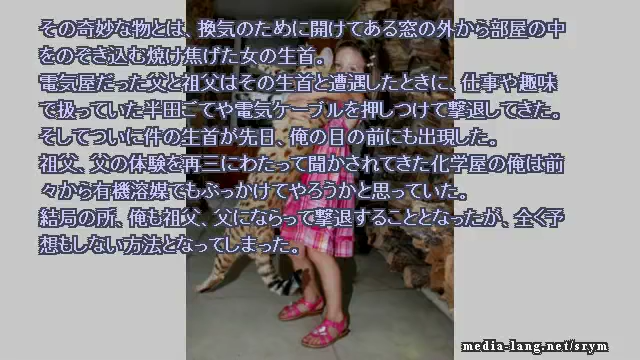 その奇妙な物とは、換気のために開けてある窓の外から部屋の中
をのぞき込む焼け焦げた女の生首。
電気屋だった父と祖父はその生首と遭遇したときに、仕事や趣味
で扱っていた半田ごてや電気ケーブルを押しつけて撃退してきた。
そしてついに件の生首が先日、俺の目の前にも出現した。
祖父、父の体験を再三にわたって聞かされてきた化学屋の俺は前
々から有機溶媒でもぶっかけてやろうかと思っていた。
結局の所、俺も祖父、父にならって撃退することとなったが、全く予
想もしない方法となってしまった。
media-lang.net/srym